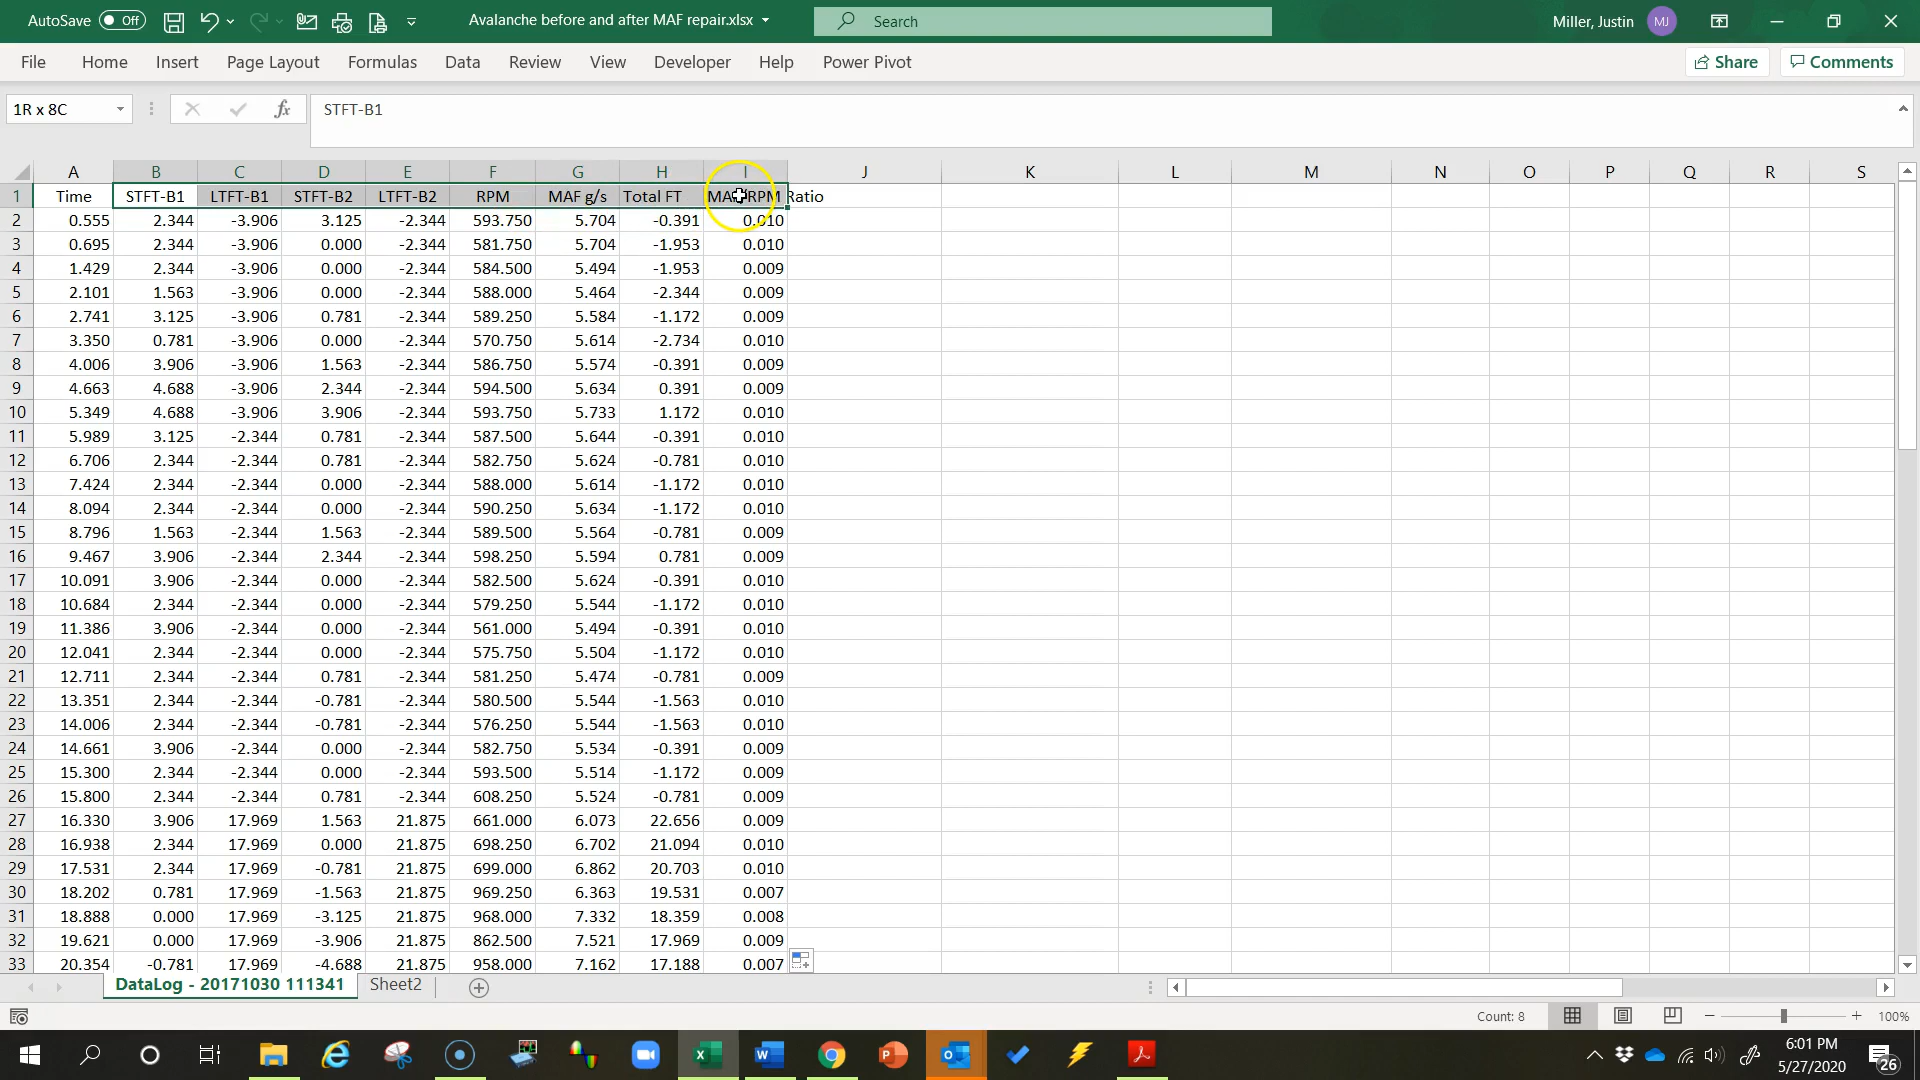 AutoSave Off Avalanche before and after MAF repair.xlsx Search Miller, Justin MJ
File Home Insert Page Layout Formulas Data Review View Developer Help Power Pivot Share Comments
1R x 8C fx STFT-B1
A B C D E F G H I J K L M N O P Q R S
1 Time STFT-B1 LTFT-B1 STFT-B2 LTFT-B2 RPM MAF g/s Total FT RPM Ratio
2 0.555 2.344 -3.906 3.125 -2.344 593.750 5.704 -0.391 0.010
3 0.695 2.344 -3.906 0.000 -2.344 581.750 5.704 -1.953 0.010
4 1.429 2.344 -3.906 0.000 -2.344 584.500 5.494 -1.953 0.009
5 2.101 1.563 -3.906 0.000 -2.344 588.000 5.464 -2.344 0.009
6 2.741 3.125 -3.906 0.781 -2.344 589.250 5.584 -1.172 0.009
7 3.350 0.781 -3.906 0.000 -2.344 570.750 5.614 -2.734 0.010
8 4.006 3.906 -3.906 1.563 -2.344 586.750 5.574 -0.391 0.009
9 4.663 4.688 -3.906 2.344 -2.344 594.500 5.634 0.391 0.009
10 5.349 4.688 -3.906 3.906 -2.344 593.750 5.733 1.172 0.010
11 5.989 3.125 -2.344 0.781 -2.344 587.500 5.644 -0.391 0.010
12 6.706 2.344 -2.344 0.781 -2.344 582.750 5.624 -0.781 0.010
13 7.424 2.344 -2.344 0.000 -2.344 588.000 5.614 -1.172 0.010
14 8.094 2.344 -2.344 0.000 -2.344 590.250 5.634 -1.172 0.010
15 8.796 1.563 -2.344 1.563 -2.344 589.500 5.564 -0.781 0.009
16 9.467 3.906 -2.344 2.344 -2.344 598.250 5.594 0.781 0.009
17 10.091 3.906 -2.344 0.000 -2.344 582.500 5.624 -0.391 0.010
18 10.684 2.344 -2.344 0.000 -2.344 579.250 5.544 -1.172 0.010
19 11.386 3.906 -2.344 0.000 -2.344 561.000 5.494 -0.391 0.010
20 12.041 2.344 -2.344 0.000 -2.344 575.750 5.504 -1.172 0.010
21 12.711 2.344 -2.344 0.781 -2.344 581.250 5.474 -0.781 0.009
22 13.351 2.344 -2.344 -0.781 -2.344 580.500 5.544 -1.563 0.010
23 14.006 2.344 -2.344 -0.781 -2.344 576.250 5.544 -1.563 0.010
24 14.661 3.906 -2.344 0.000 -2.344 582.750 5.534 -0.391 0.009
25 15.300 2.344 -2.344 0.000 -2.344 593.500 5.514 -1.172 0.009
26 15.800 2.344 -2.344 0.781 -2.344 608.250 5.524 -0.781 0.009
27 16.330 3.906 17.969 1.563 21.875 661.000 6.073 22.656 0.009
28 16.938 2.344 17.969 0.000 21.875 698.250 6.702 21.094 0.010
29 17.531 2.344 17.969 -0.781 21.875 699.000 6.862 20.703 0.010
30 18.202 0.781 17.969 -1.563 21.875 969.250 6.363 19.531 0.007
31 18.888 0.000 17.969 -3.125 21.875 968.000 7.332 18.359 0.008
32 19.621 0.000 17.969 -3.906 21.875 862.500 7.521 17.969 0.009
33 20.354 -0.781 17.969 -4.688 21.875 958.000 7.162 17.188 0.007
DataLog - 20171030 111341 Sheet2
Count: 8 100%
6:01 PM
5/27/2020 26